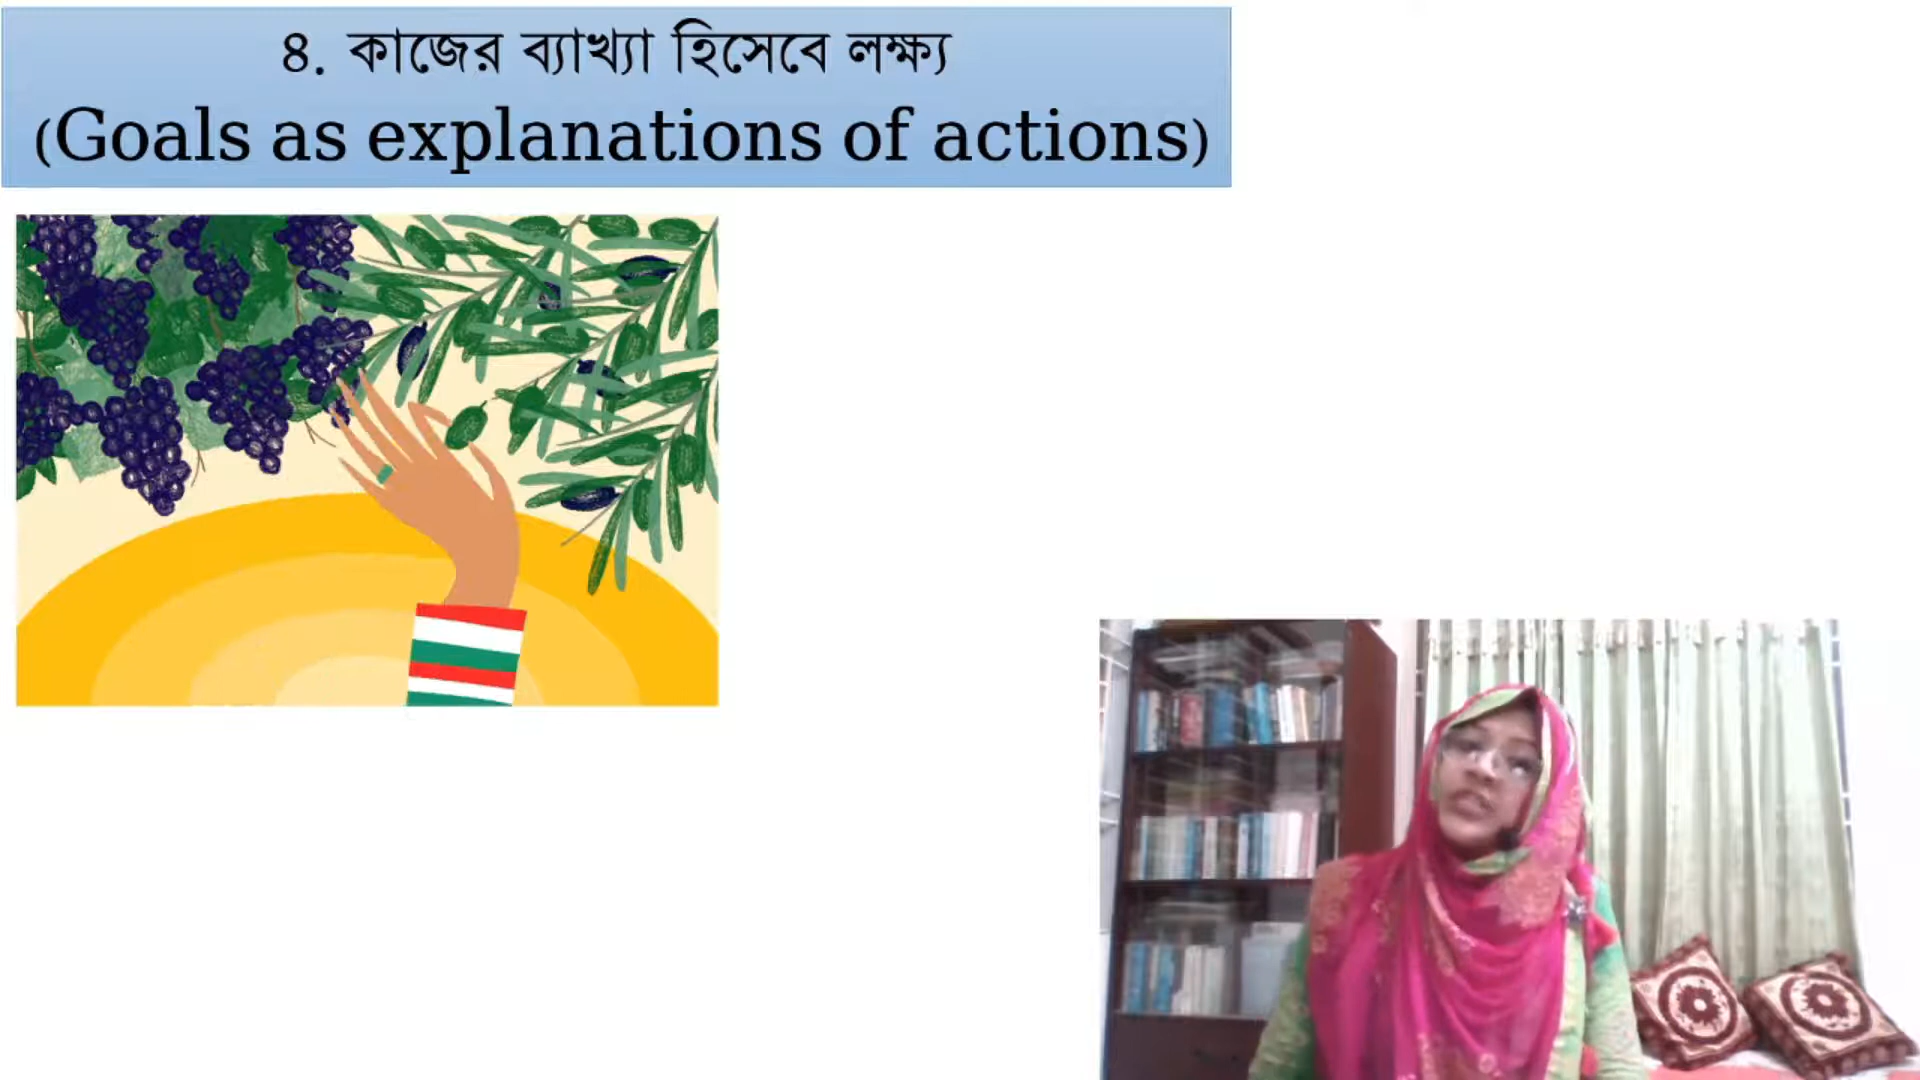 ৪. কাজের ব্যাখ্যা হিসেবে লক্ষ্য
(Goals as explanations of actions)